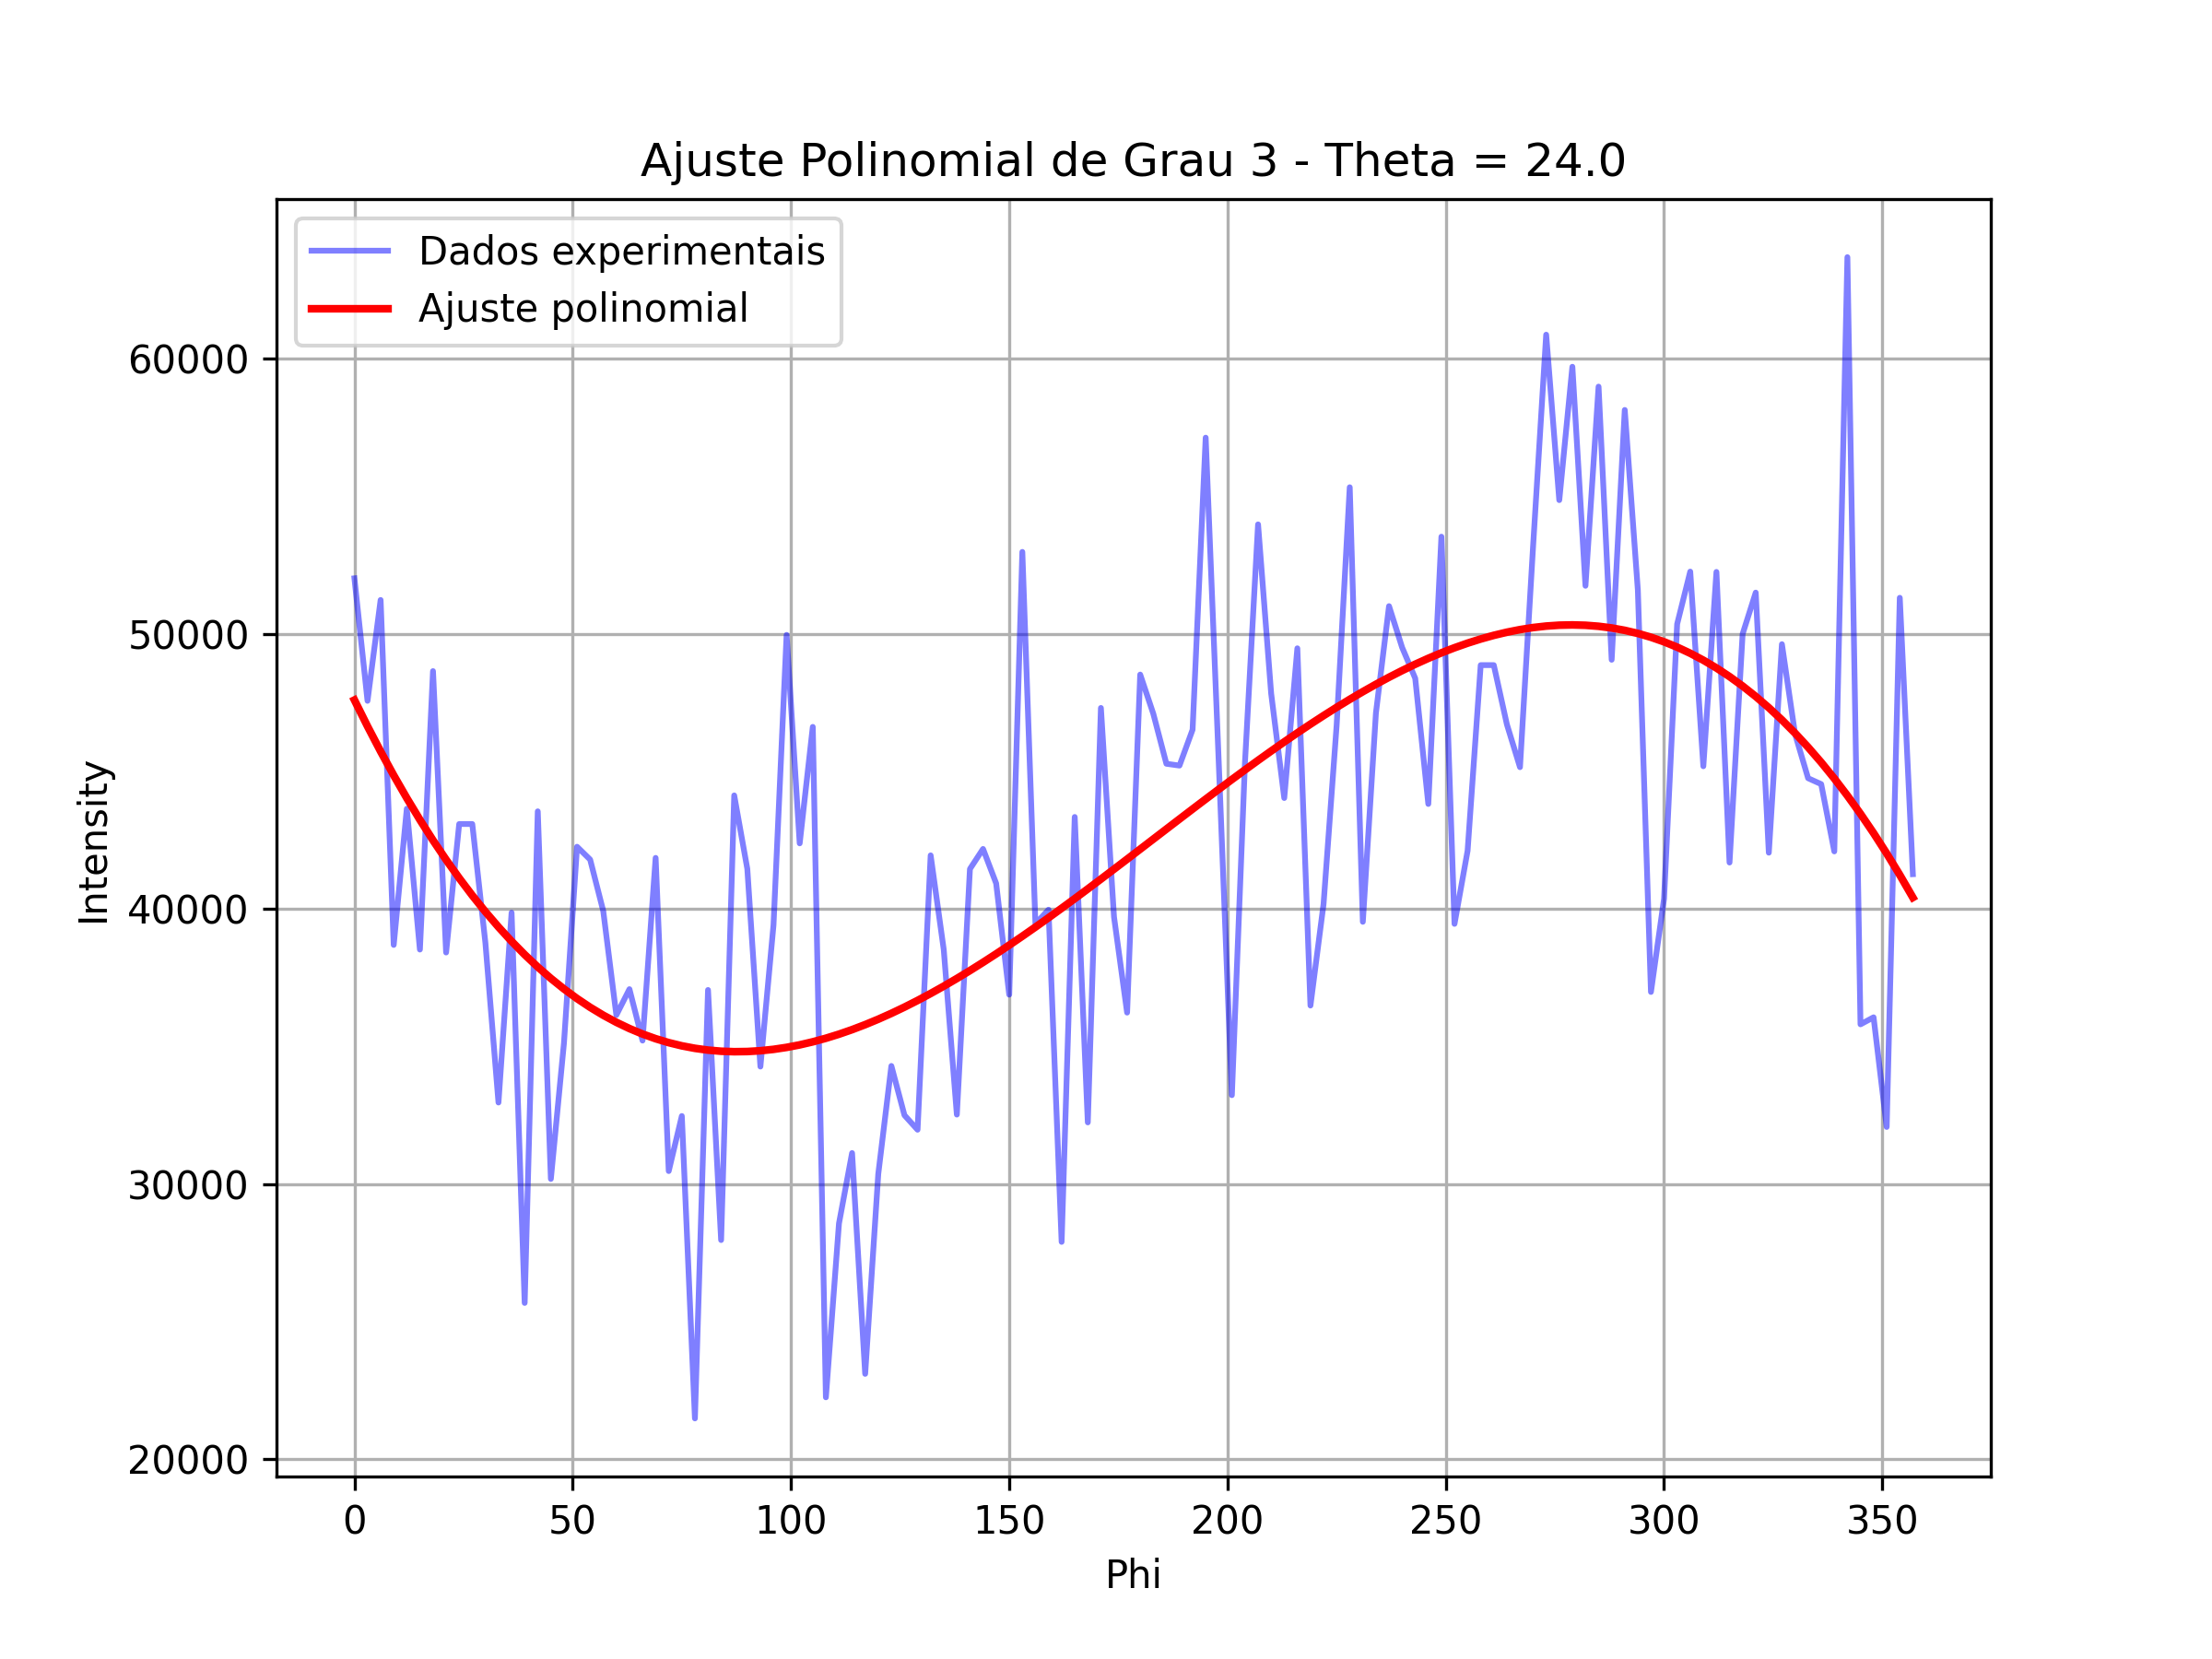 Ajuste Polinomial de Grau 3 - Theta = 24.0
Dados experimentais
Ajuste polinomial
60000
50000
40000
30000
20000
Intensity
0 50 100 150 200 250 300 350
Phi